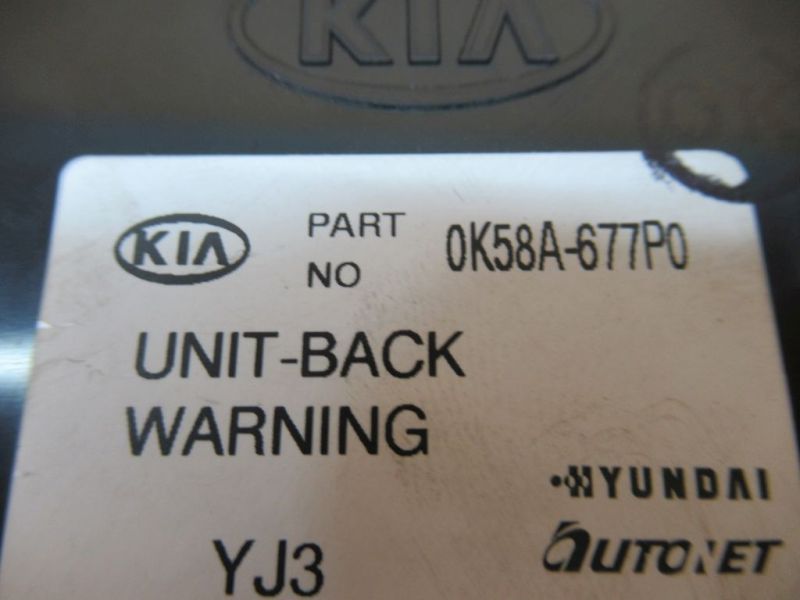 KIA
KIA PART NO 0K58A-677P0
UNIT-BACK
WARNING
HYUNDAI
AUTONET
YJ3